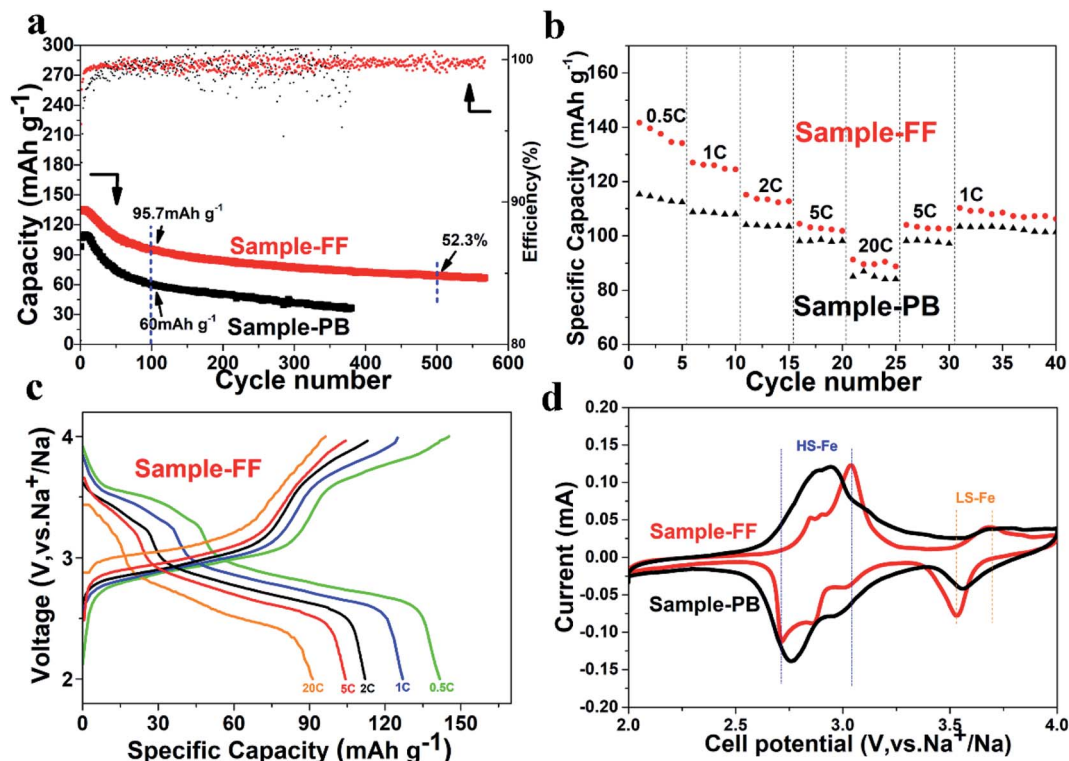 a
300
270
240
210
180
150
120
90
60
30
0
Capacity (mAh g⁻¹)
100
90
80
Efficiency(%)
95.7mAh g⁻¹
Sample-FF
52.3%
60mAh g⁻¹
Sample-PB
0 100 200 300 400 500 600
Cycle number
b
160
140
120
100
80
60
Specific Capacity (mAh g⁻¹)
0.5C
Sample-FF
1C
2C
5C
20C
5C
1C
Sample-PB
0 5 10 15 20 25 30 35 40
Cycle number
c
4
3
2
Voltage (V,vs.Na⁺/Na)
Sample-FF
20C 5C 2C 1C 0.5C
0 30 60 90 120 150
Specific Capacity (mAh g⁻¹)
d
0.20
0.15
0.10
0.05
0.00
-0.05
-0.10
-0.15
-0.20
Current (mA)
HS-Fe
LS-Fe
Sample-FF
Sample-PB
2.0 2.5 3.0 3.5 4.0
Cell potential (V,vs.Na⁺/Na)